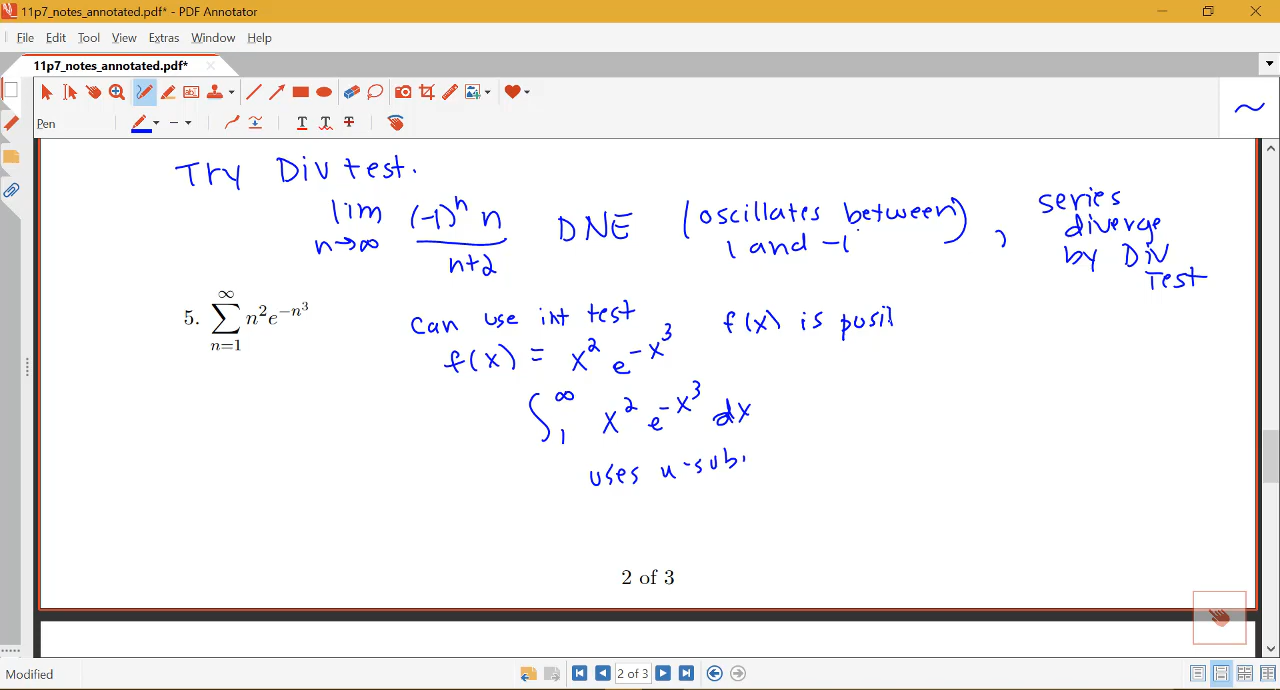 11p7_notes_annotated.pdf* - PDF Annotator
File Edit Tool View Extras Window Help
11p7_notes_annotated.pdf*
Pen
Try Div test.
lim n→∞ (-1)^n n / n+2 DNE (oscillates between 1 and -1), series diverge by Div Test
5. ∑_{n=1}^{∞} n²e^{-n³}
can use int test f(x) is posit
f(x) = x² e^{-x³}
∫_1^∞ x² e^{-x³} dx
uses u-sub.
2 of 3
Modified 2 of 3